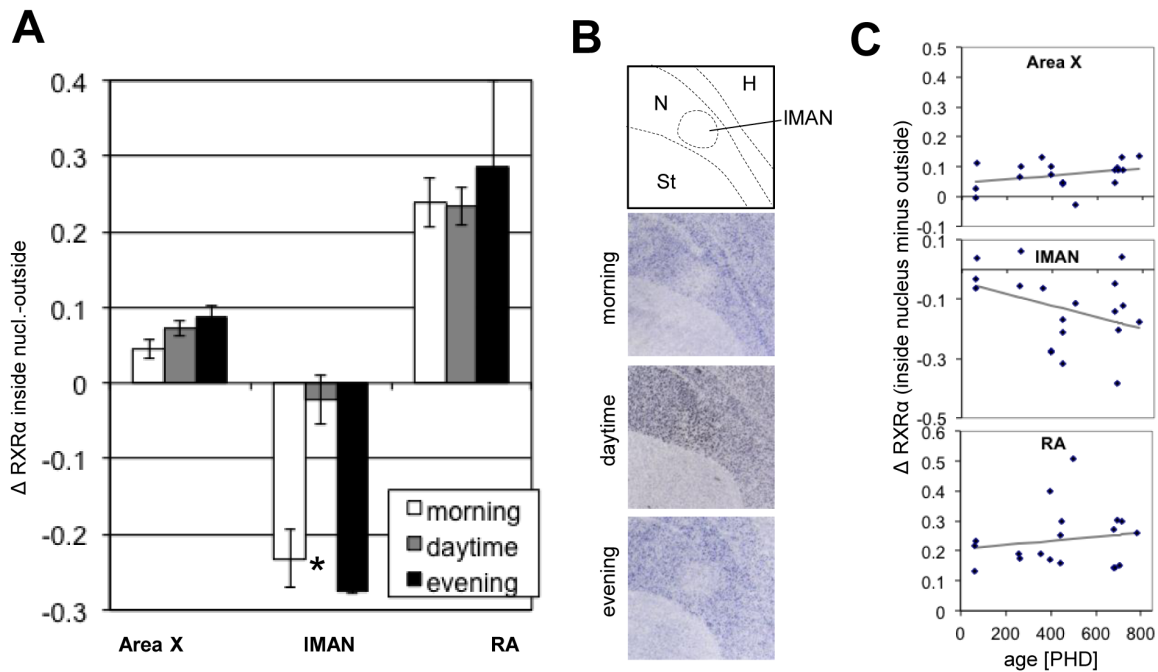 A
Δ RXRα inside nucl.-outside
0.4
0.3
0.2
0.1
0
-0.1
-0.2
-0.3
*
morning
daytime
evening
Area X
lMAN
RA
B
H
N
lMAN
St
morning
daytime
evening
C
Δ RXRα (inside nucleus minus outside)
0.5
Area X
0.4
0.3
0.2
0.1
0
-0.1
0.1
lMAN
-0.1
-0.3
-0.5
0.6
RA
0.5
0.4
0.3
0.2
0.1
0
0 200 400 600 800
age [PHD]